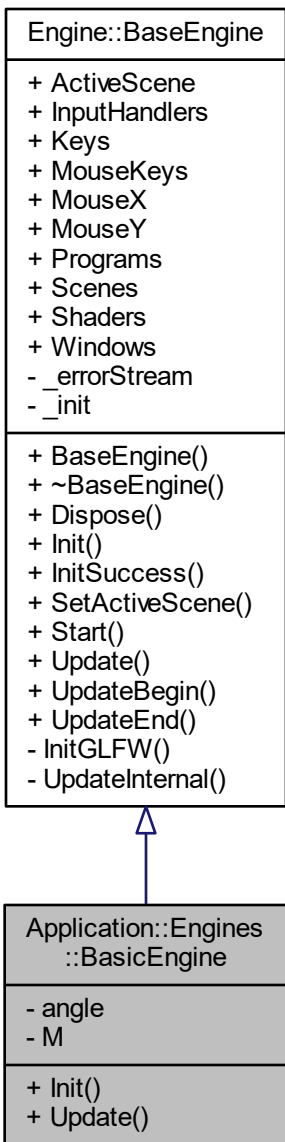 Engine::BaseEngine
+ ActiveScene
+ InputHandlers
+ Keys
+ MouseKeys
+ MouseX
+ MouseY
+ Programs
+ Scenes
+ Shaders
+ Windows
- _errorStream
- _init
+ BaseEngine()
+ ~BaseEngine()
+ Dispose()
+ Init()
+ InitSuccess()
+ SetActiveScene()
+ Start()
+ Update()
+ UpdateBegin()
+ UpdateEnd()
- InitGLFW()
- UpdateInternal()
Application::Engines
::BasicEngine
- angle
- M
+ Init()
+ Update()